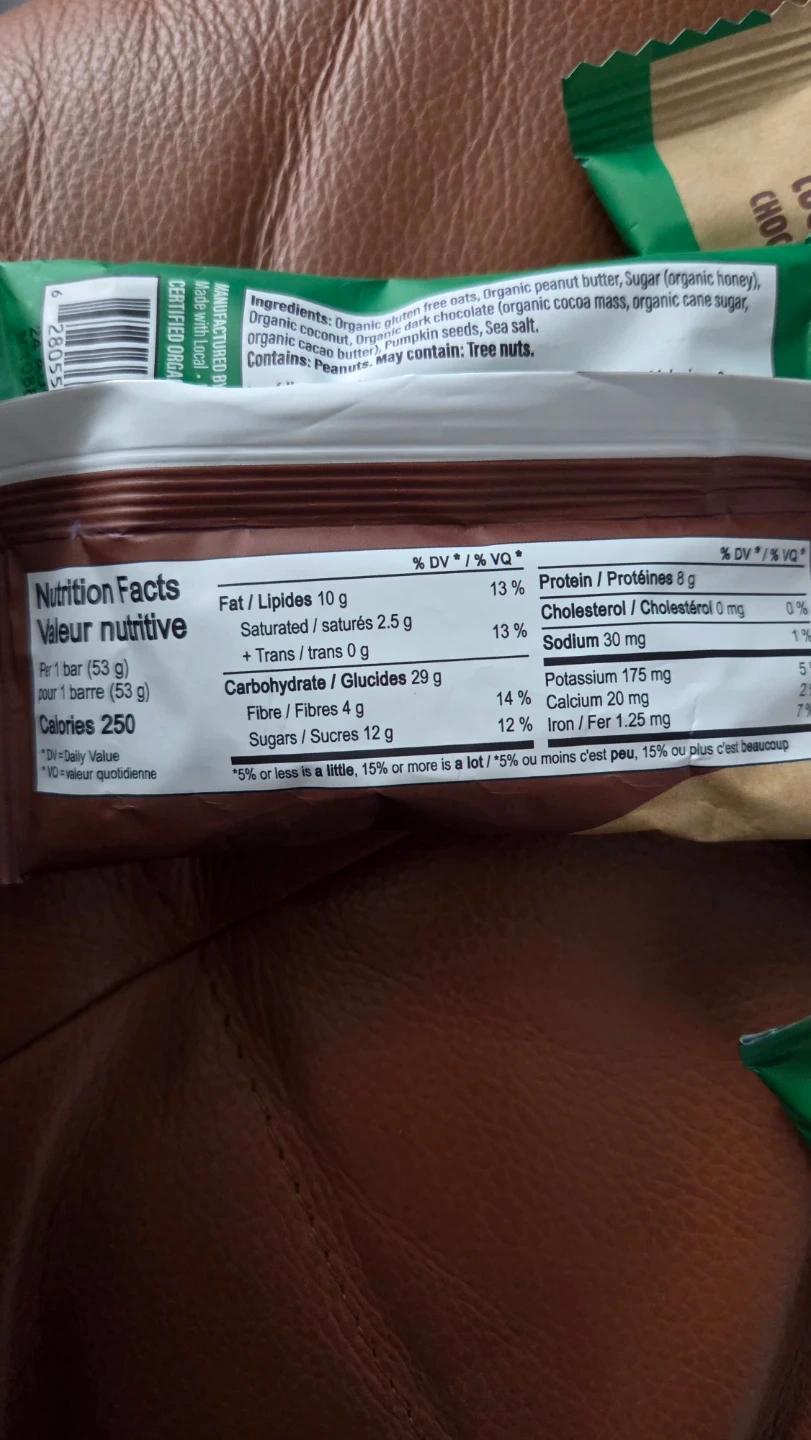 CHOC
6 28055
MANUFACTURED BY
Made with Local •
CERTIFIED ORGA
Ingredients: Organic gluten free oats, Organic peanut butter, Sugar (organic honey),
Organic coconut, Organic dark chocolate (organic cocoa mass, organic cane sugar,
organic cacao butter), Pumpkin seeds, Sea salt.
Contains: Peanuts. May contain: Tree nuts.
Nutrition Facts
Valeur nutritive
Per 1 bar (53 g)
pour 1 barre (53 g)
Calories 250
*DV = Daily Value
*VQ = valeur quotidienne
% DV * / % VQ *
Fat / Lipides 10 g 13 %
Saturated / saturés 2.5 g
+ Trans / trans 0 g 13 %
Carbohydrate / Glucides 29 g
Fibre / Fibres 4 g 14 %
Sugars / Sucres 12 g 12 %
% DV * / % VQ *
Protein / Protéines 8 g
Cholesterol / Cholestérol 0 mg 0 %
Sodium 30 mg 1 %
Potassium 175 mg 5
Calcium 20 mg 2
Iron / Fer 1.25 mg 7 %
*5% or less is a little, 15% or more is a lot / *5% ou moins c'est peu, 15% ou plus c'est beaucoup